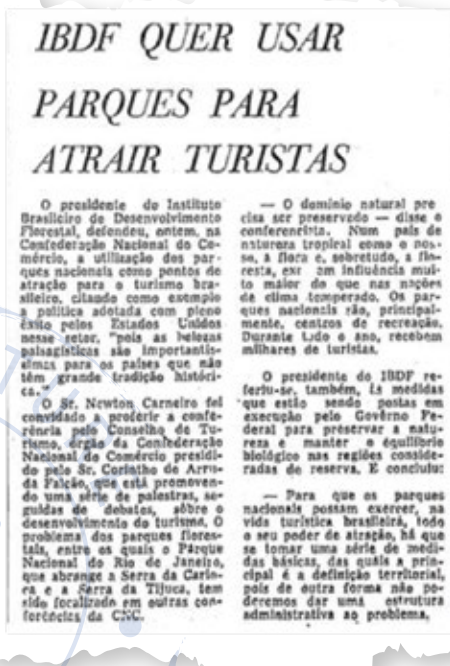 IBDF QUER USAR
PARQUES PARA
ATRAIR TURISTAS
O presidente do Instituto
Brasileiro de Desenvolvimento
Florestal, defendeu, ontem, na
Confederação Nacional do Co-
mércio, a utilização dos par-
ques nacionais como pontos de
atração para o turismo bra-
sileiro, citando como exemplo
a política adotada com pleno
êxito pelos Estados Unidos
nesse setor, "pois as belezas
paisagísticas são importantís-
simas para os países que não
têm grande tradição históri-
ca."
O Sr. Newton Carneiro foi
convidado a proferir a confe-
rência pelo Conselho de Tu-
rismo, órgão da Confederação
Nacional do Comércio presidi-
do pelo Sr. Corintho de Arru-
da Falcão, que está promoven-
do uma série de palestras, se-
guidas de debates, sôbre o
desenvolvimento do turismo. O
problema dos parques flores-
tais, entre os quais o Parque
Nacional do Rio de Janeiro,
que abrange a Serra da Cario-
ca e a Serra da Tijuca, tem
sido focalizado em outras con-
ferências da CNC.
— O domínio natural pre
cisa ser preservado — disse o
conferencista. Num país de
natureza tropical como o nos-
so, a flora e, sobretudo, a flo-
resta, exr am influência mui-
to maior do que nas nações
de clima temperado. Os par-
ques nacionais são, principal-
mente, centros de recreação.
Durante tudo o ano, recebem
milhares de turistas.
O presidente do IBDF re-
feriu-se, também, às medidas
que estão sendo postas em
execução pelo Govêrno Fe-
deral para preservar a natu-
reza e manter o équilíbrio
biológico nas regiões conside-
radas de reserva. E concluiu:
— Para que os parques
nacionais possam exercer, na
vida turística brasileira, todo
o seu poder de atração, há que
se tomar uma série de medi-
das básicas, das quais a prin-
cipal é a definição territorial,
pois de outra forma não po-
deremos dar uma estrutura
administrativa ao problema.